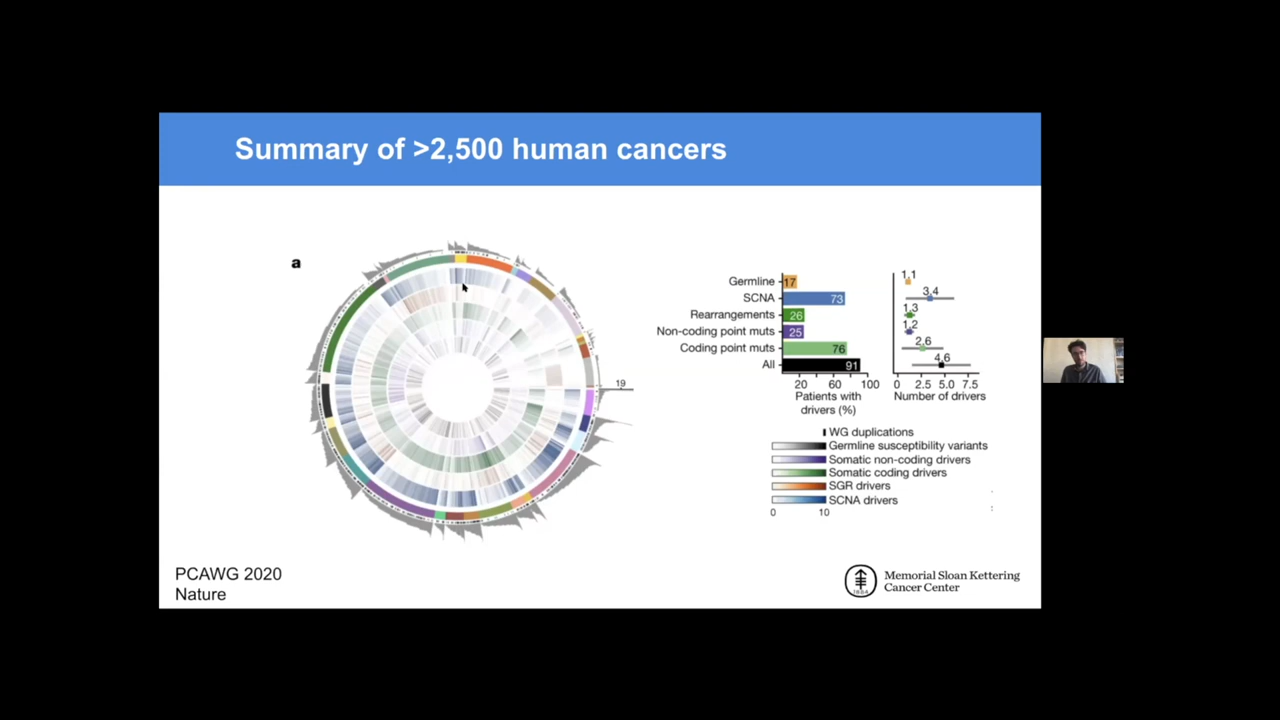 Summary of >2,500 human cancers
a
19
Germline 17
SCNA 73
Rearrangements 26
Non-coding point muts 25
Coding point muts 76
All 91
20 60 100
Patients with
drivers (%)
1.1
3.4
1.3
1.2
2.6
4.6
0 2.5 5.0 7.5
Number of drivers
WG duplications
Germline susceptibility variants
Somatic non-coding drivers
Somatic coding drivers
SGR drivers
SCNA drivers
0 10
PCAWG 2020
Nature
1884
Memorial Sloan Kettering
Cancer Center